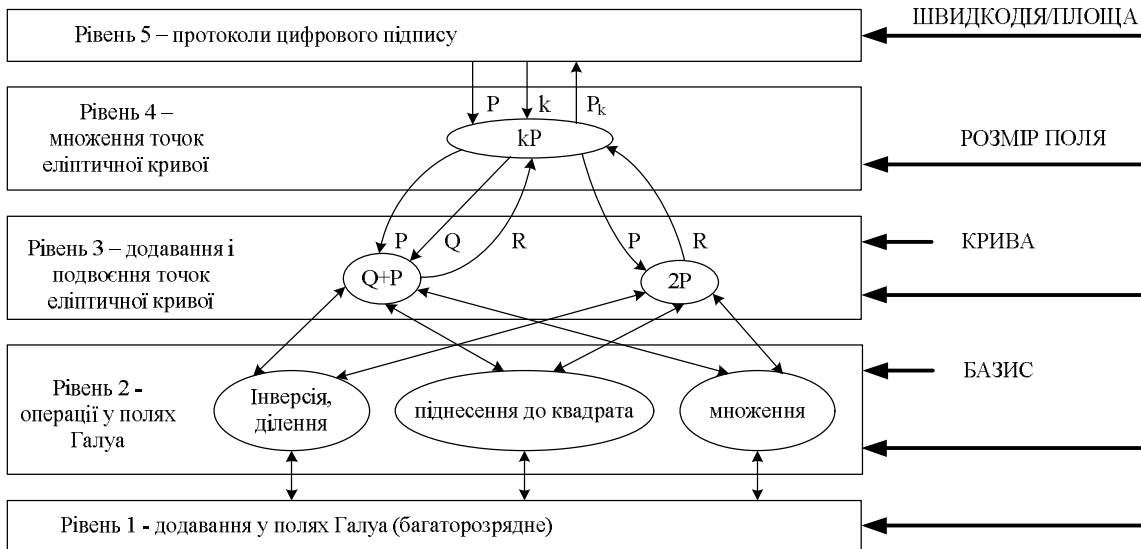 ШВИДКОДІЯ/ПЛОЩА
Рівень 5 – протоколи цифрового підпису
P k Pk
Рівень 4 –
множення точок
еліптичної кривої
kP
РОЗМІР ПОЛЯ
Рівень 3 – додавання і
подвоєння точок
еліптичної кривої
P Q R P R
КРИВА
Q+P 2P
Рівень 2 -
операції у полях
Галуа
БАЗИС
Інверсія,
ділення
піднесення до квадрата
множення
Рівень 1 - додавання у полях Галуа (багаторозрядне)